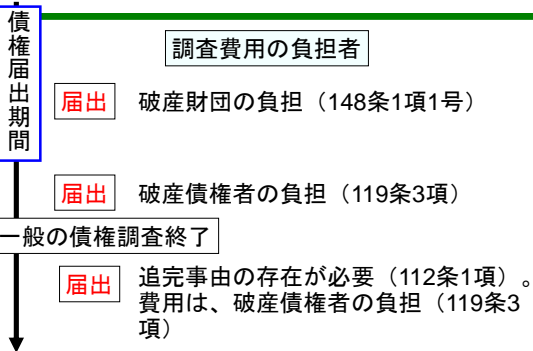 債権届出期間
調査費用の負担者
届出 破産財団の負担（148条1項1号）
届出 破産債権者の負担（119条3項）
一般の債権調査終了
届出 追完事由の存在が必要（112条1項）。
費用は、破産債権者の負担（119条3
項）